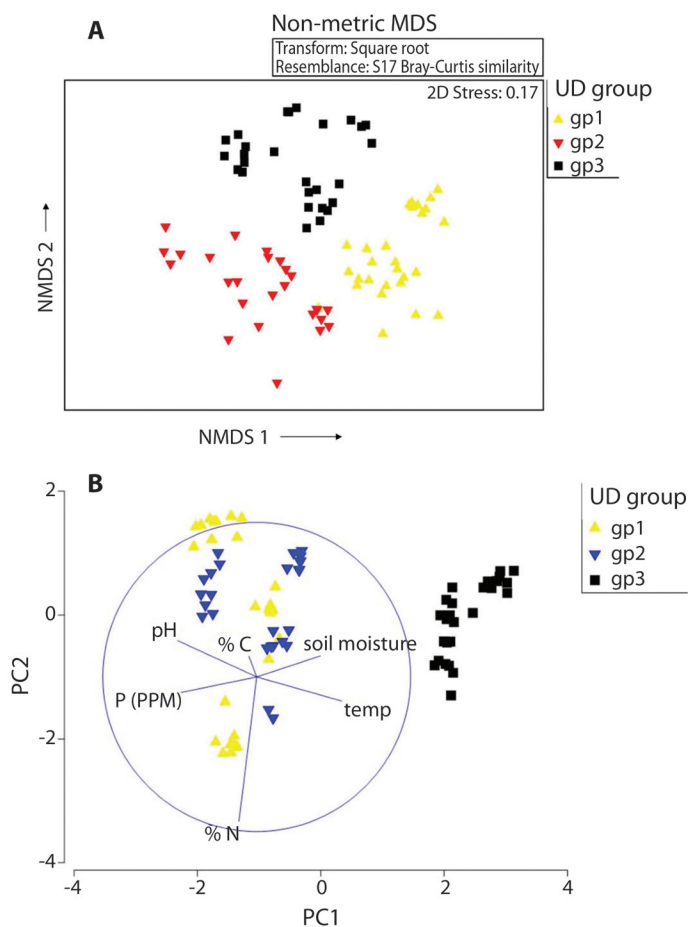 A
Non-metric MDS
Transform: Square root
Resemblance: S17 Bray-Curtis similarity
2D Stress: 0.17
UD group
gp1
gp2
gp3
NMDS 2
NMDS 1
B
UD group
gp1
gp2
gp3
2
0
-2
-4
PC2
pH
% C
soil moisture
P (PPM)
temp
% N
-4
-2
0
2
4
PC1